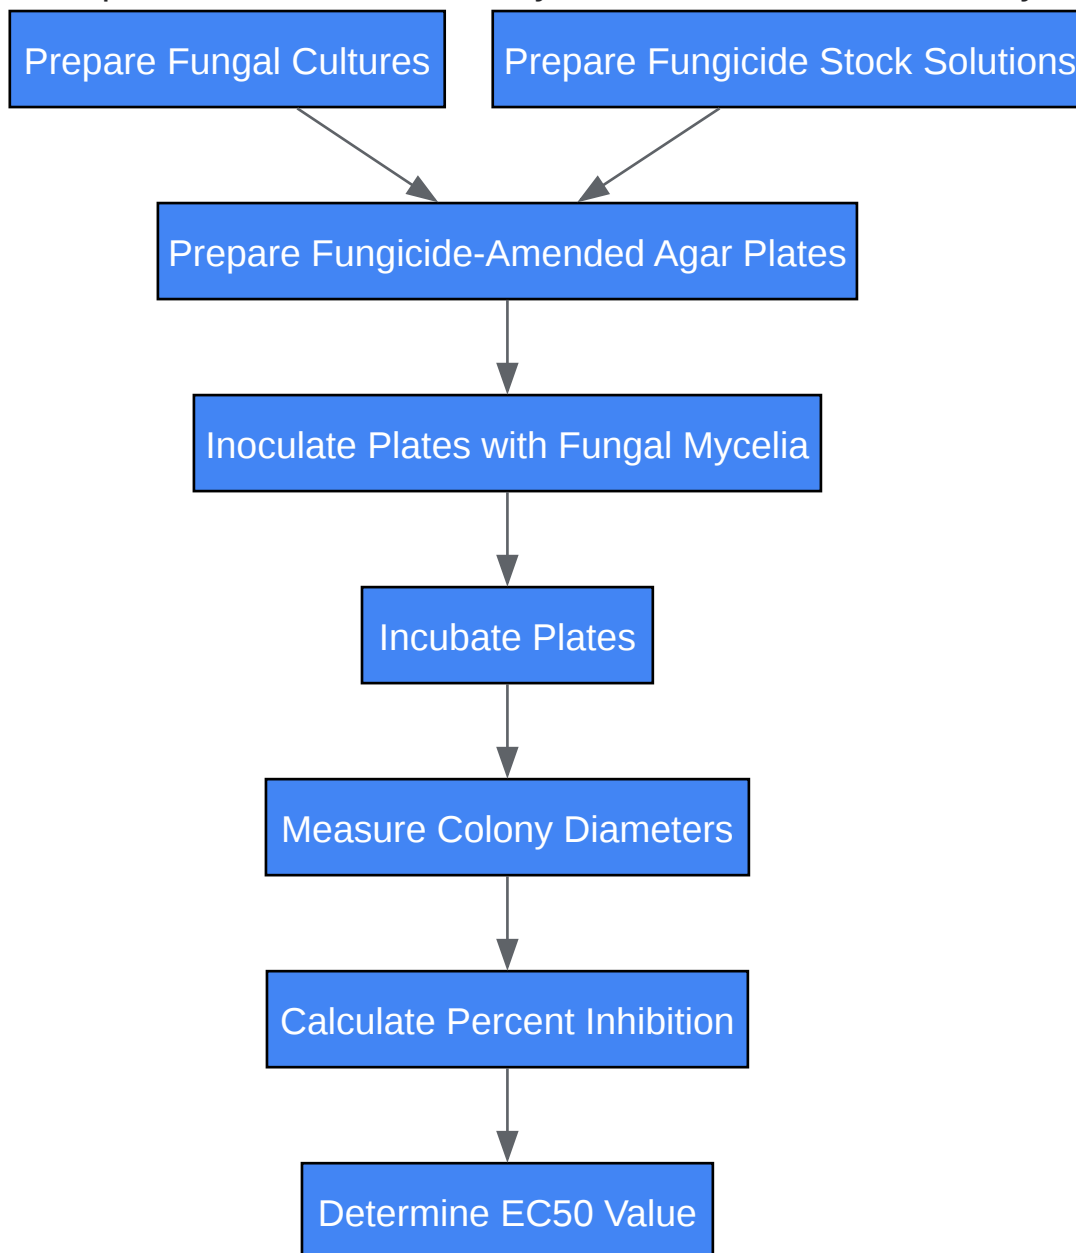 Prepare Fungal Cultures
Prepare Fungicide Stock Solutions
Prepare Fungicide-Amended Agar Plates
Inoculate Plates with Fungal Mycelia
Incubate Plates
Measure Colony Diameters
Calculate Percent Inhibition
Determine EC50 Value